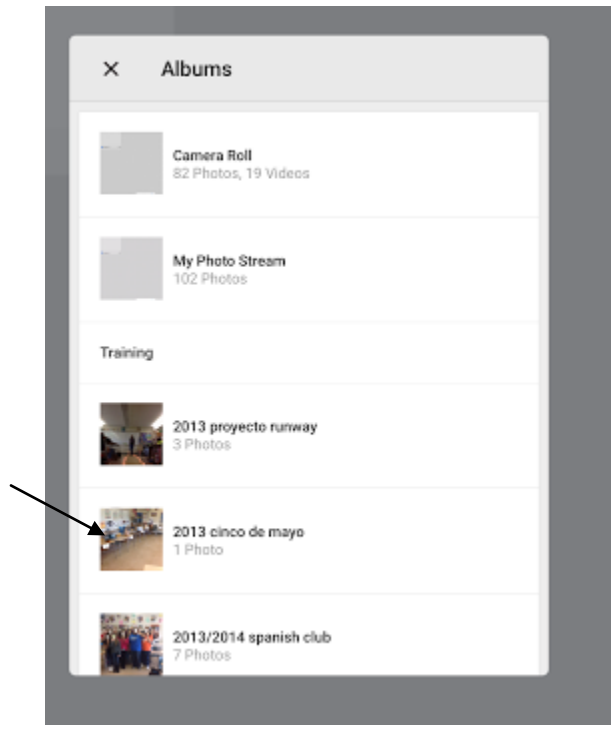 Albums
Camera Roll
82 Photos, 19 Videos
My Photo Stream
102 Photos
Training
2013 proyecto runway
3 Photos
2013 cinco de mayo
1 Photo
2013/2014 spanish club
7 Photos